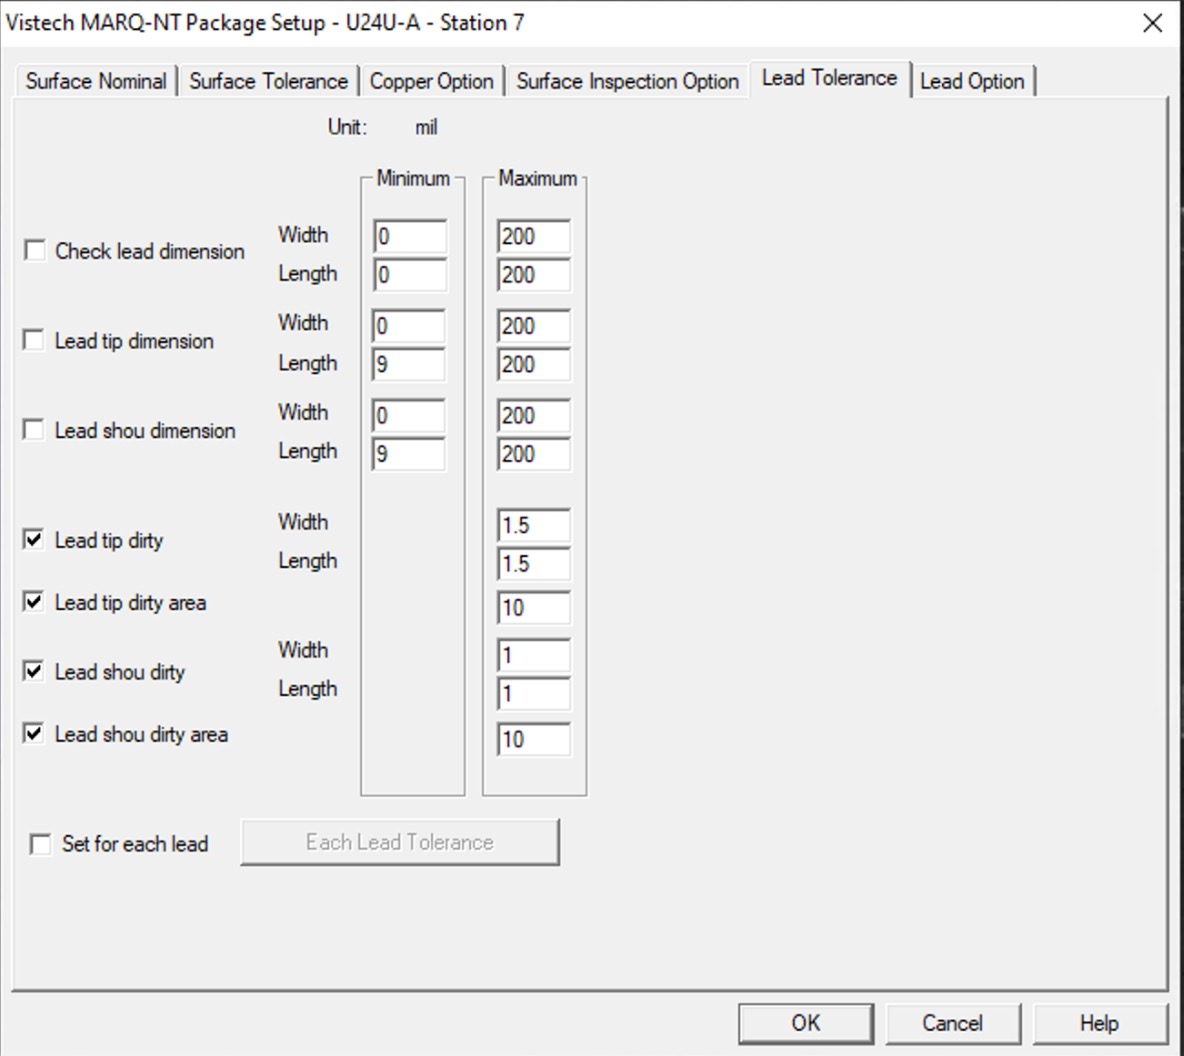 Vistech MARQ-NT Package Setup - U24U-A - Station 7
Surface Nominal Surface Tolerance Copper Option Surface Inspection Option Lead Tolerance Lead Option
Unit: mil
Minimum Maximum
Check lead dimension
Width 0 200
Length 0 200
Lead tip dimension
Width 0 200
Length 9 200
Lead shou dimension
Width 0 200
Length 9 200
Lead tip dirty
Width 1.5
Length 1.5
Lead tip dirty area 10
Lead shou dirty
Width 1
Length 1
Lead shou dirty area 10
Set for each lead Each Lead Tolerance
OK Cancel Help